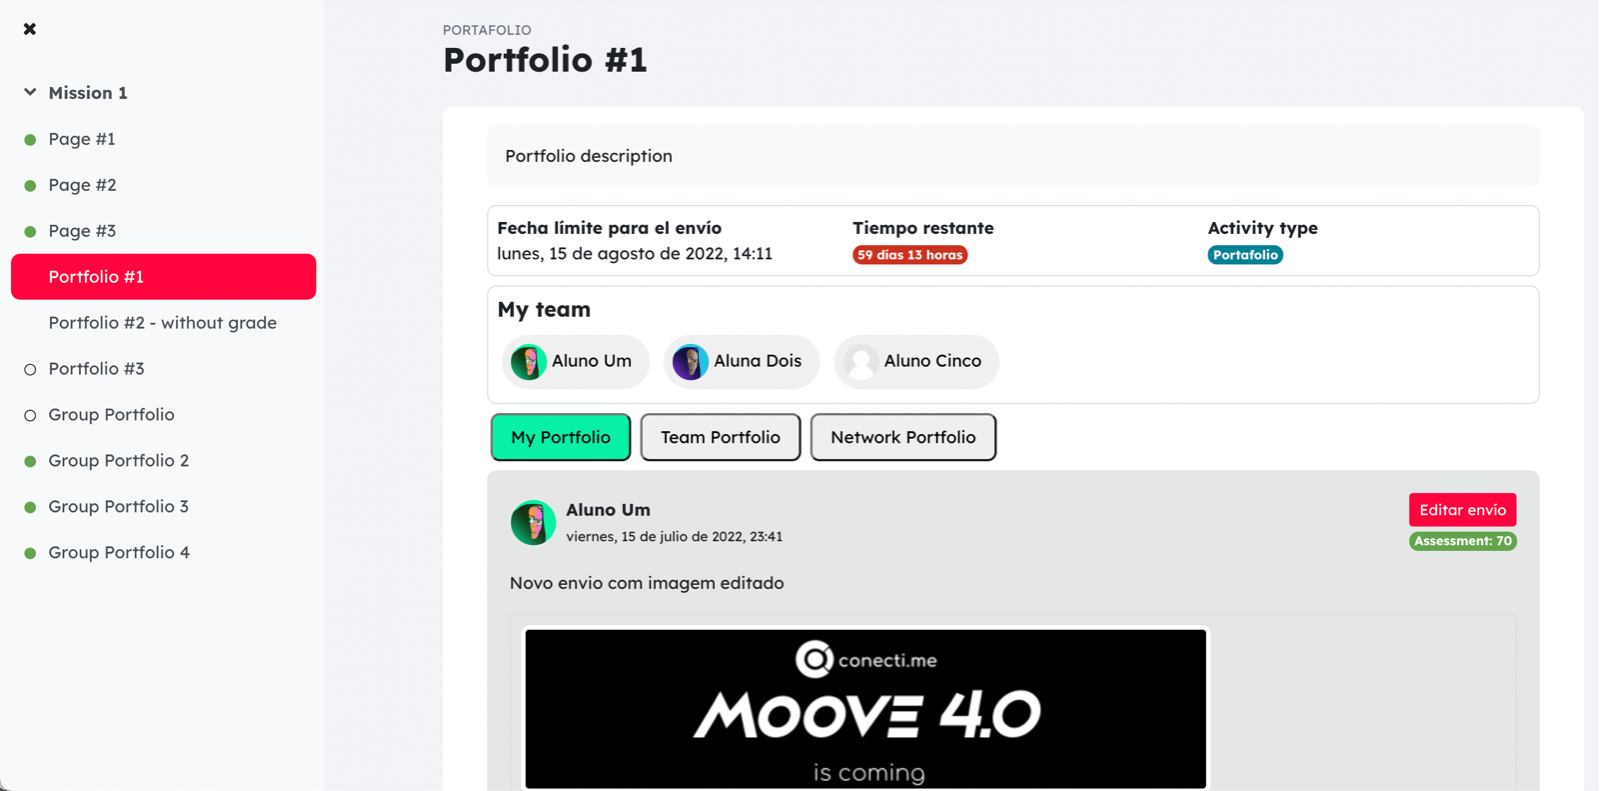 Mission 1
Page #1
Page #2
Page #3
Portfolio #1
Portfolio #2 - without grade
Portfolio #3
Group Portfolio
Group Portfolio 2
Group Portfolio 3
Group Portfolio 4
PORTAFOLIO
Portfolio #1
Portfolio description
Fecha límite para el envío
lunes, 15 de agosto de 2022, 14:11
Tiempo restante
59 días 13 horas
Activity type
Portafolio
My team
Aluno Um
Aluna Dois
Aluno Cinco
My Portfolio
Team Portfolio
Network Portfolio
Aluno Um
viernes, 15 de julio de 2022, 23:41
Editar envío
Assessment: 70
Novo envio com imagem editado
conecti.me
MOOVE 4.0
is coming